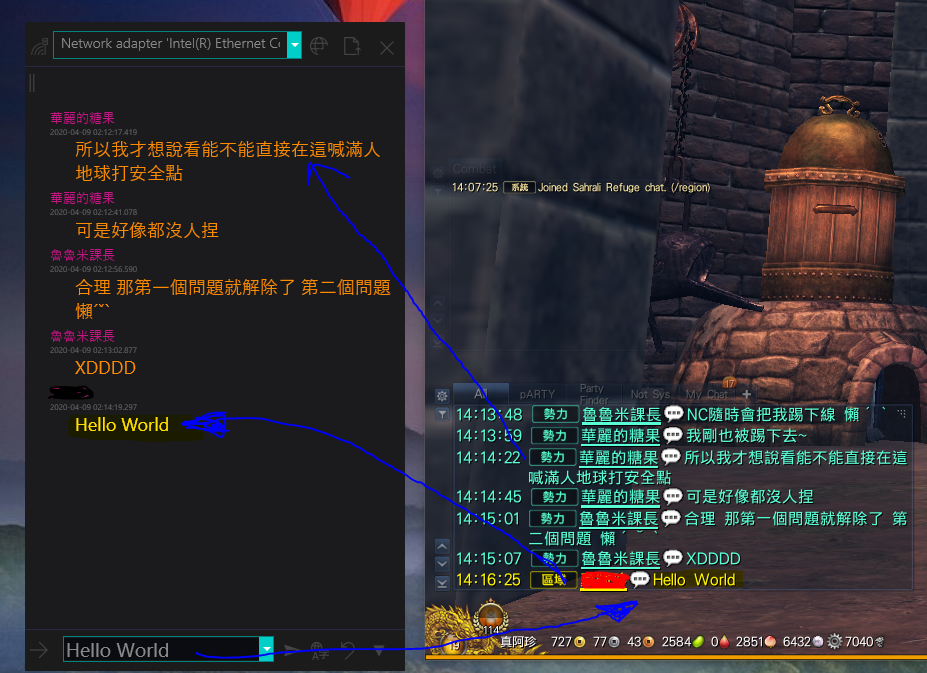 Network adapter 'Intel(R) Ethernet Co
華麗的糖果
2020-04-09 02:12:17.419
所以我才想說看能不能直接在這喊滿人
地球打安全點
華麗的糖果
2020-04-09 02:12:41.078
可是好像都沒人捏
魯魯米課長
2020-04-09 02:12:56.590
合理 那第一個問題就解除了 第二個問題
懶~~`
魯魯米課長
2020-04-09 02:13:02.877
XDDDD
2020-04-09 02:14:19.297
Hello World
Hello World
Combat
14:07:25 系統 Joined Sahrali Refuge chat. (/region)
All pARTY Party Finder Not Sys My Chat 17 +
14:13:48 勢力 魯魯米課長 NC隨時會把我踢下線 懶
14:13:59 勢力 華麗的糖果 我剛也被踢下去~
14:14:22 勢力 華麗的糖果 所以我才想說看能不能直接在這
喊滿人地球打安全點
14:14:45 勢力 華麗的糖果 可是好像都沒人捏
14:15:01 勢力 魯魯米課長 合理 那第一個問題就解除了 第
二個問題 懶
14:15:07 勢力 魯魯米課長 XDDDD
14:16:25 區域 Hello World
114
19 真阿珍 727 77 43 2584 0 2851 6432 7040